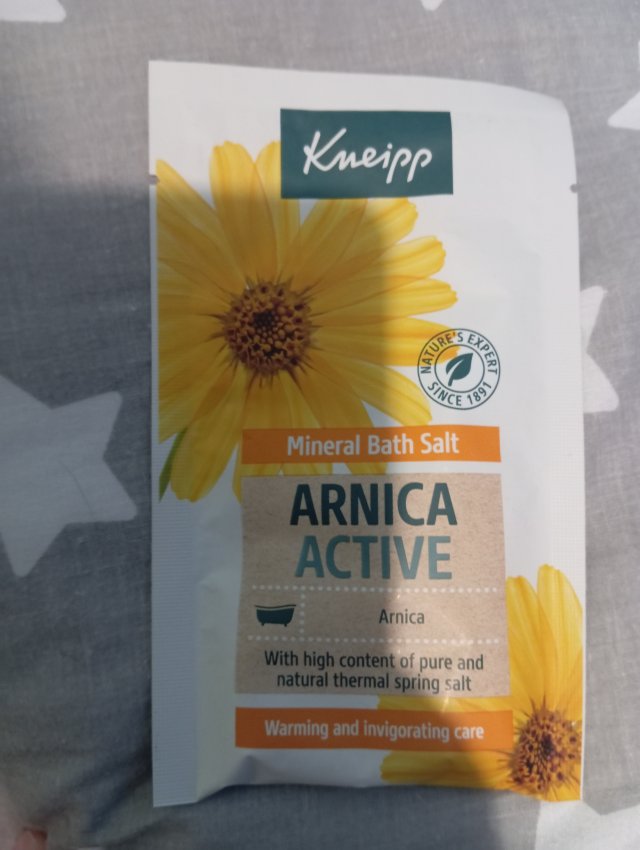 Kneipp
NATURE'S EXPERT
SINCE 1891
Mineral Bath Salt
ARNICA
ACTIVE
Arnica
With high content of pure and
natural thermal spring salt
Warming and invigorating care